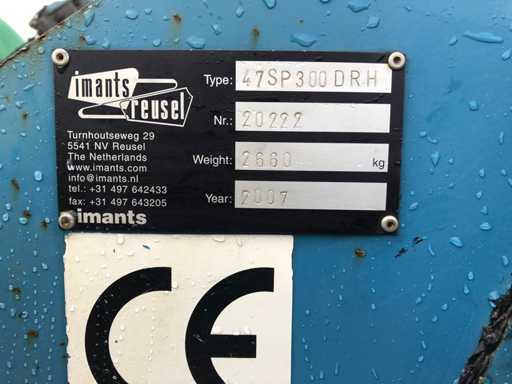 imants
reusel
Turnhoutseweg 29
5541 NV Reusel
The Netherlands
www.imants.com
info@imants.nl
tel.: +31 497 642433
fax: +31 497 643205
imants
Type: 47SP300DRH
Nr.: 20222
Weight: 2660 kg
Year: 2007
CE